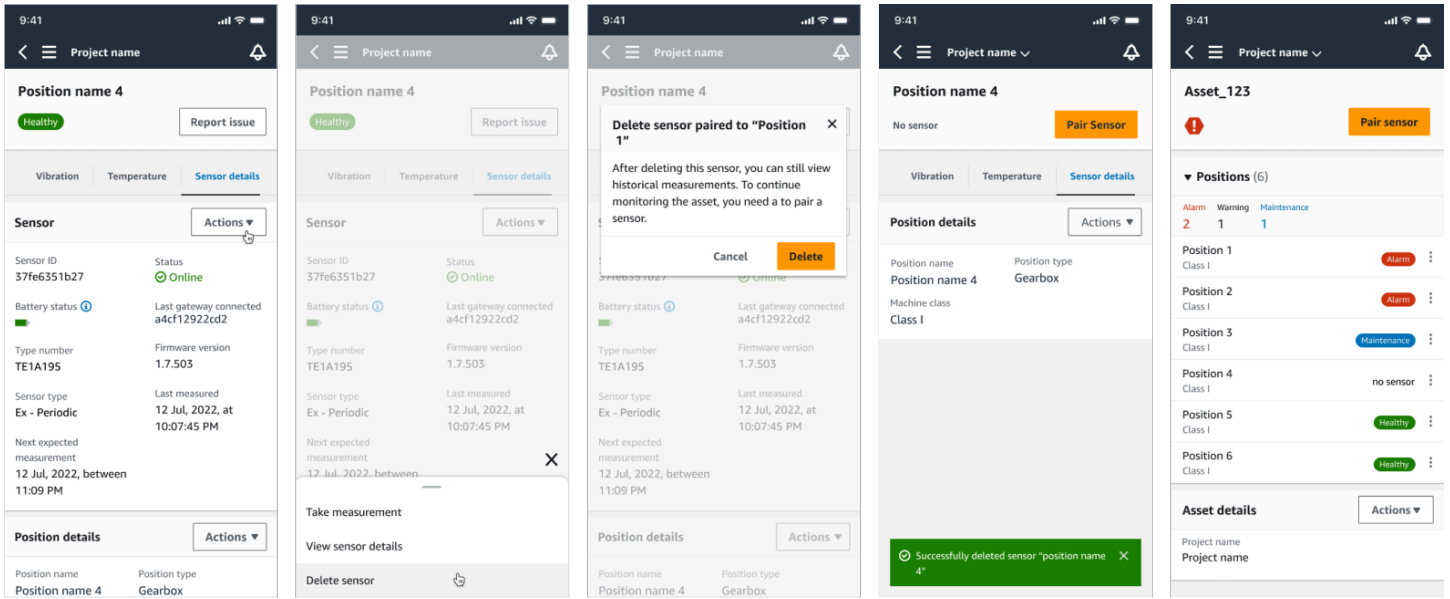 9:41
Project name
Position name 4
Healthy
Report issue
Vibration Temperature Sensor details
Sensor Actions ▼
Sensor ID Status
37fe6351b27 Online
Battery status Last gateway connected
a4cf12922cd2
Type number Firmware version
TE1A195 1.7.503
Sensor type Last measured
Ex - Periodic 12 Jul, 2022, at
10:07:45 PM
Next expected
measurement
12 Jul, 2022, between
11:09 PM
Position details Actions ▼
Position name Position type
Position name 4 Gearbox
9:41
Project name
Position name 4
Healthy
Report issue
Vibration Temperature Sensor details
Sensor Actions ▼
Sensor ID Status
37fe6351b27 Online
Battery status Last gateway connected
a4cf12922cd2
Type number Firmware version
TE1A195 1.7.503
Sensor type Last measured
Ex - Periodic 12 Jul, 2022, at
10:07:45 PM
Next expected
measurement
12 Jul, 2022, between
Take measurement
View sensor details
Delete sensor
9:41
Project name
Position name 4
Delete sensor paired to “Position
1”
After deleting this sensor, you can still view
historical measurements. To continue
monitoring the asset, you need a to pair a
sensor.
Cancel Delete
37fe6351b27 Online
Battery status Last gateway connected
a4cf12922cd2
Type number Firmware version
TE1A195 1.7.503
Sensor type Last measured
Ex - Periodic 12 Jul, 2022, at
10:07:45 PM
Next expected
measurement
12 Jul, 2022, between
11:09 PM
Position details Actions ▼
Position name Position type
Position name 4 Gearbox
9:41
Project name
Position name 4
No sensor Pair Sensor
Vibration Temperature Sensor details
Position details Actions ▼
Position name Position type
Position name 4 Gearbox
Machine class
Class I
Successfully deleted sensor “position name
4”
9:41
Project name
Asset_123
Pair sensor
▼ Positions (6)
Alarm Warning Maintenance
2 1 1
Position 1
Class I
Alarm
Position 2
Class I
Alarm
Position 3
Class I
Maintenance
Position 4
Class I
no sensor
Position 5
Class I
Healthy
Position 6
Class I
Healthy
Asset details Actions ▼
Project name
Project name